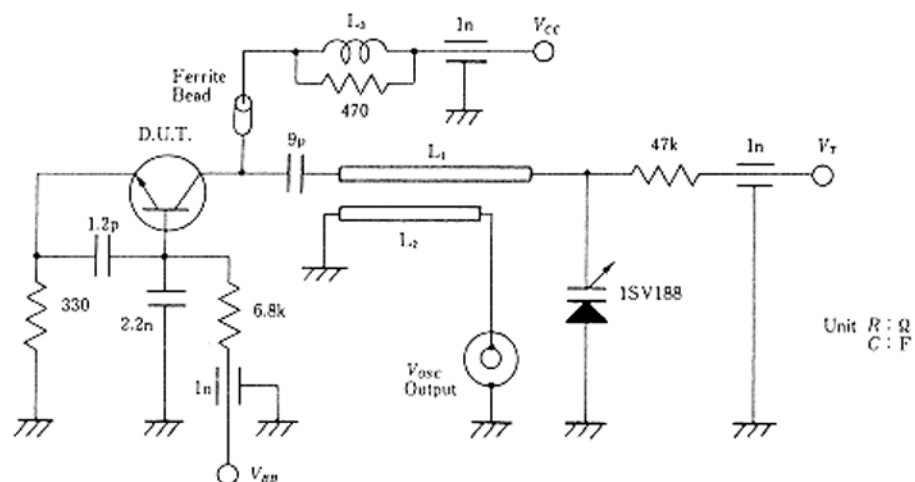 L3
1n
VCC
Ferrite
Bead
470
D.U.T.
9p
L1
47k
1n
VT
1.2p
L2
330
2.2n
6.8k
1SV188
Unit R : Ω
C : F
1n
VOSC
Output
VBB